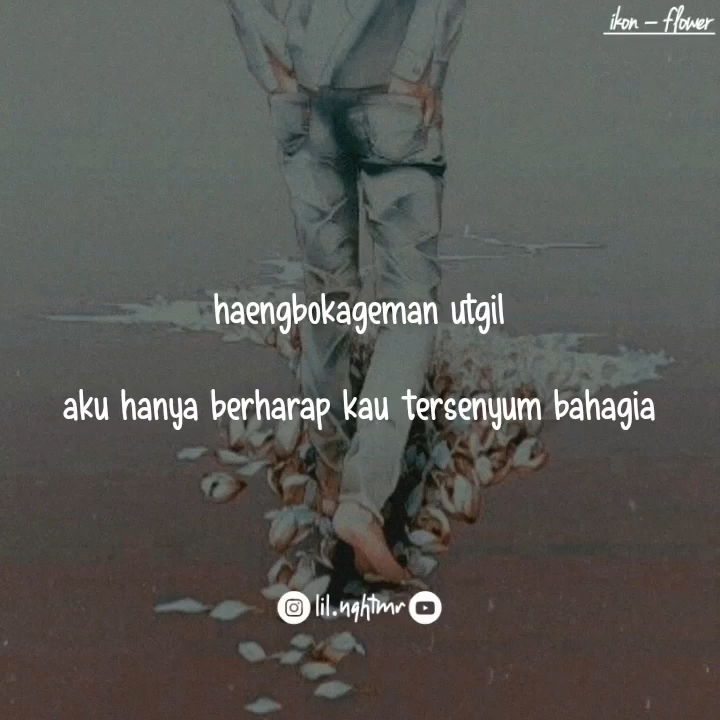 ikon – flower
haengbokageman utgil
aku hanya berharap kau tersenyum bahagia
lil.nghtmr